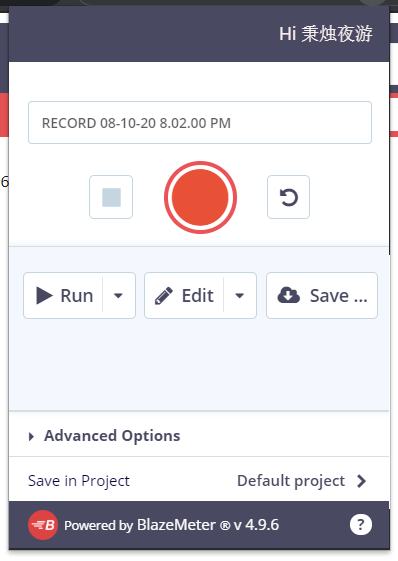 Hi 秉烛夜游
RECORD 08-10-20 8.02.00 PM
6
Run Edit Save ...
Advanced Options
Save in Project Default project
B Powered by BlazeMeter ® v 4.9.6 ?